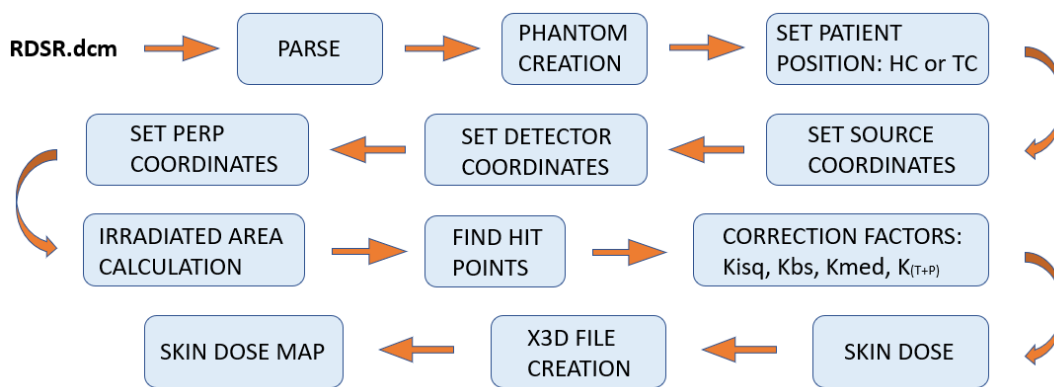 RDSR.dcm
PARSE
PHANTOM
CREATION
SET PATIENT
POSITION: HC or TC
SET SOURCE
COORDINATES
SET DETECTOR
COORDINATES
SET PERP
COORDINATES
IRRADIATED AREA
CALCULATION
FIND HIT
POINTS
CORRECTION FACTORS:
Kisq, Kbs, Kmed, K(T+P)
SKIN DOSE
X3D FILE
CREATION
SKIN DOSE MAP